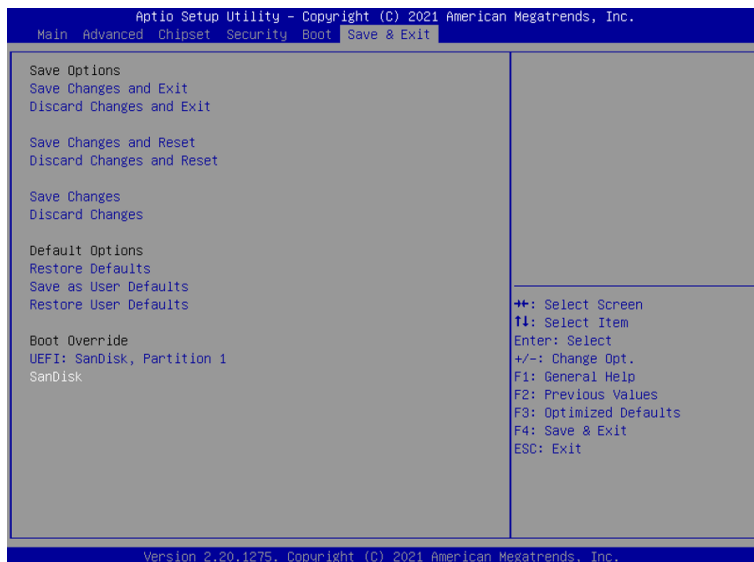 Aptio Setup Utility – Copyright (C) 2021 American Megatrends, Inc.
Main Advanced Chipset Security Boot Save & Exit
Save Options
Save Changes and Exit
Discard Changes and Exit
Save Changes and Reset
Discard Changes and Reset
Save Changes
Discard Changes
Default Options
Restore Defaults
Save as User Defaults
Restore User Defaults
Boot Override
UEFI: SanDisk, Partition 1
SanDisk
→←: Select Screen
↑↓: Select Item
Enter: Select
+/-: Change Opt.
F1: General Help
F2: Previous Values
F3: Optimized Defaults
F4: Save & Exit
ESC: Exit
Version 2.20.1275. Copyright (C) 2021 American Megatrends, Inc.